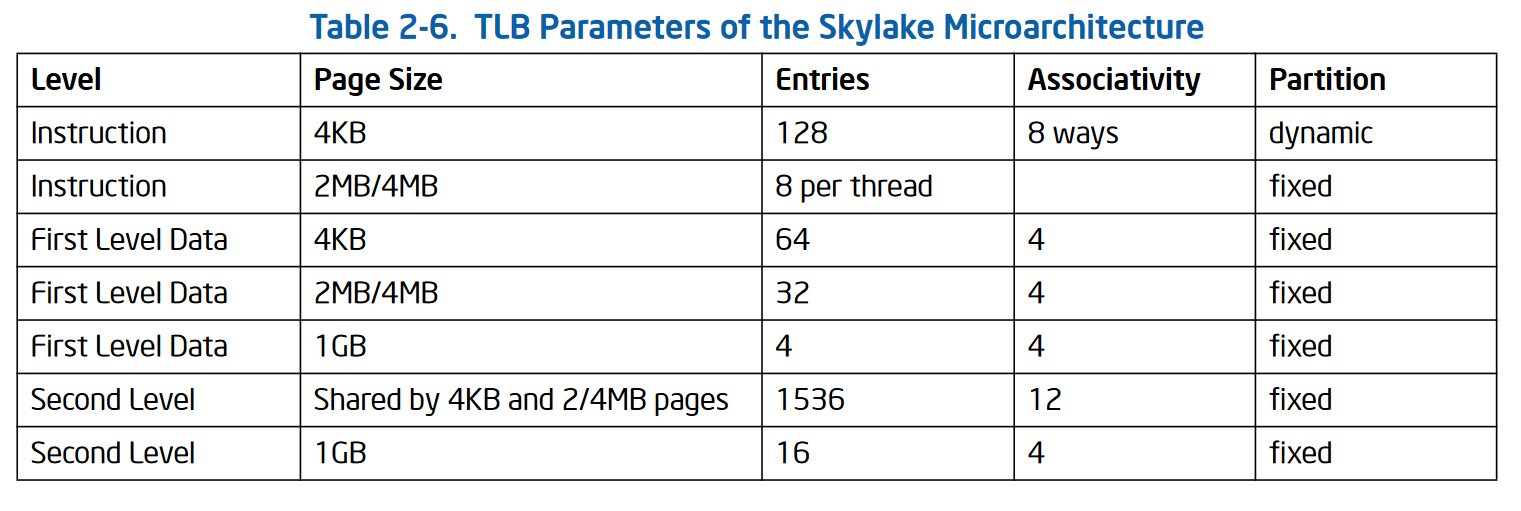 Table 2-6. TLB Parameters of the Skylake Microarchitecture
Level Page Size Entries Associativity Partition
Instruction 4KB 128 8 ways dynamic
Instruction 2MB/4MB 8 per thread fixed
First Level Data 4KB 64 4 fixed
First Level Data 2MB/4MB 32 4 fixed
First Level Data 1GB 4 4 fixed
Second Level Shared by 4KB and 2/4MB pages 1536 12 fixed
Second Level 1GB 16 4 fixed